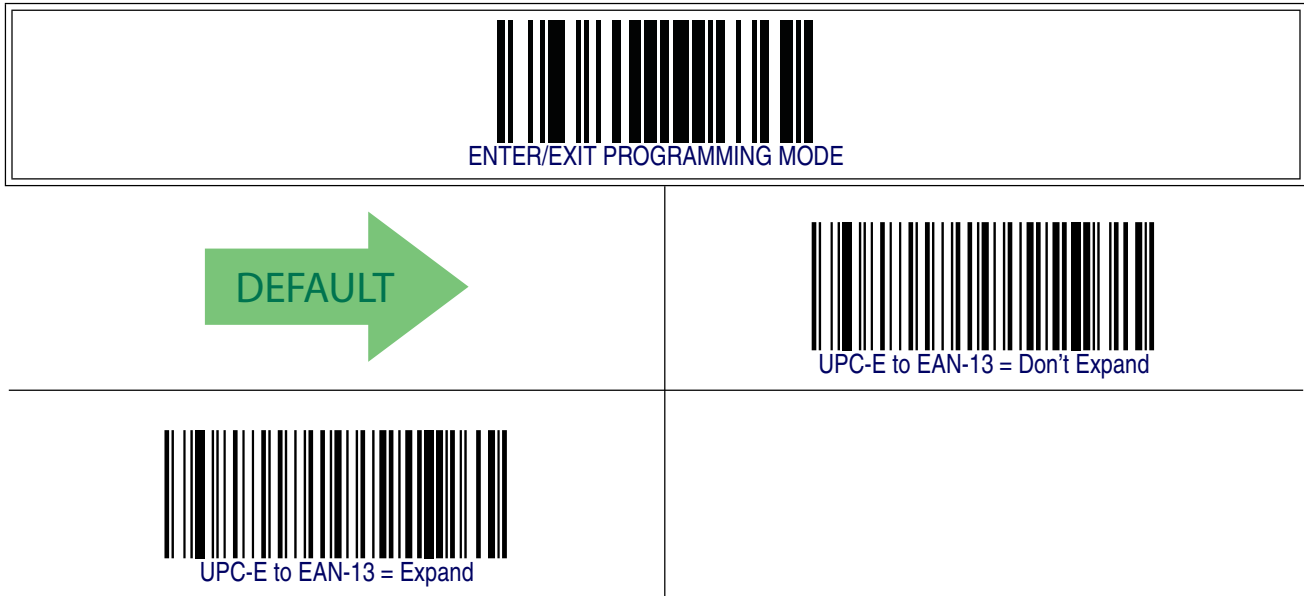 ENTER/EXIT PROGRAMMING MODE
DEFAULT
UPC-E to EAN-13 = Don't Expand
UPC-E to EAN-13 = Expand